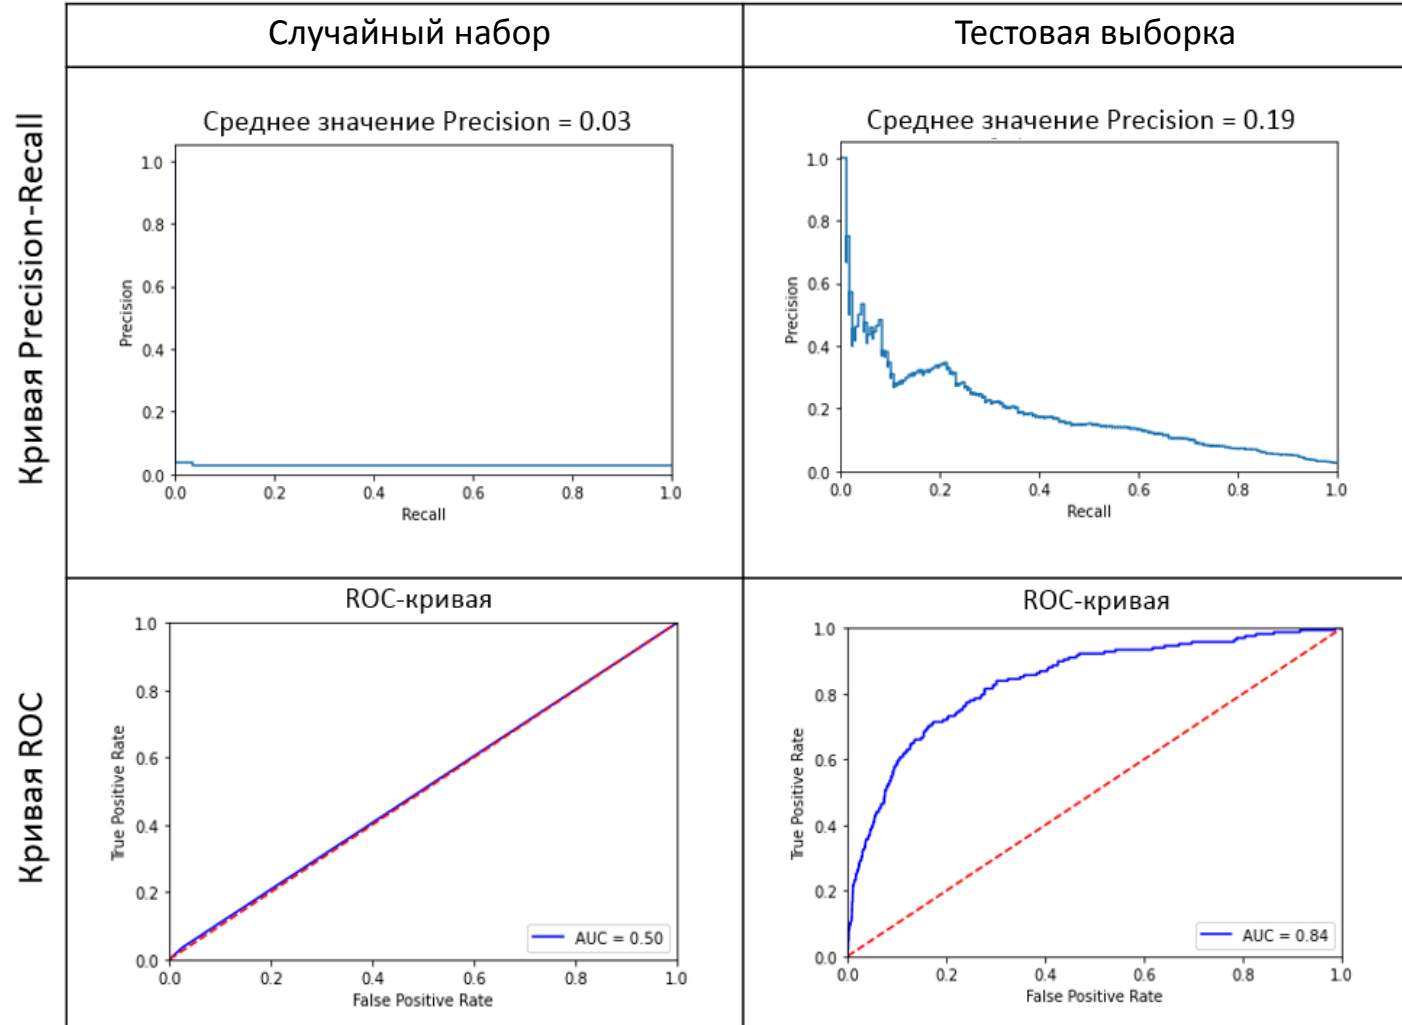 Случайный набор
Тестовая выборка
Кривая Precision-Recall
Среднее значение Precision = 0.03
1.0
0.8
0.6
0.4
0.2
0.0
Precision
0.0 0.2 0.4 0.6 0.8 1.0
Recall
Среднее значение Precision = 0.19
1.0
0.8
0.6
0.4
0.2
0.0
Precision
0.0 0.2 0.4 0.6 0.8 1.0
Recall
Кривая ROC
ROC-кривая
1.0
0.8
0.6
0.4
0.2
0.0
True Positive Rate
AUC = 0.50
0.0 0.2 0.4 0.6 0.8 1.0
False Positive Rate
ROC-кривая
1.0
0.8
0.6
0.4
0.2
0.0
True Positive Rate
AUC = 0.84
0.0 0.2 0.4 0.6 0.8 1.0
False Positive Rate